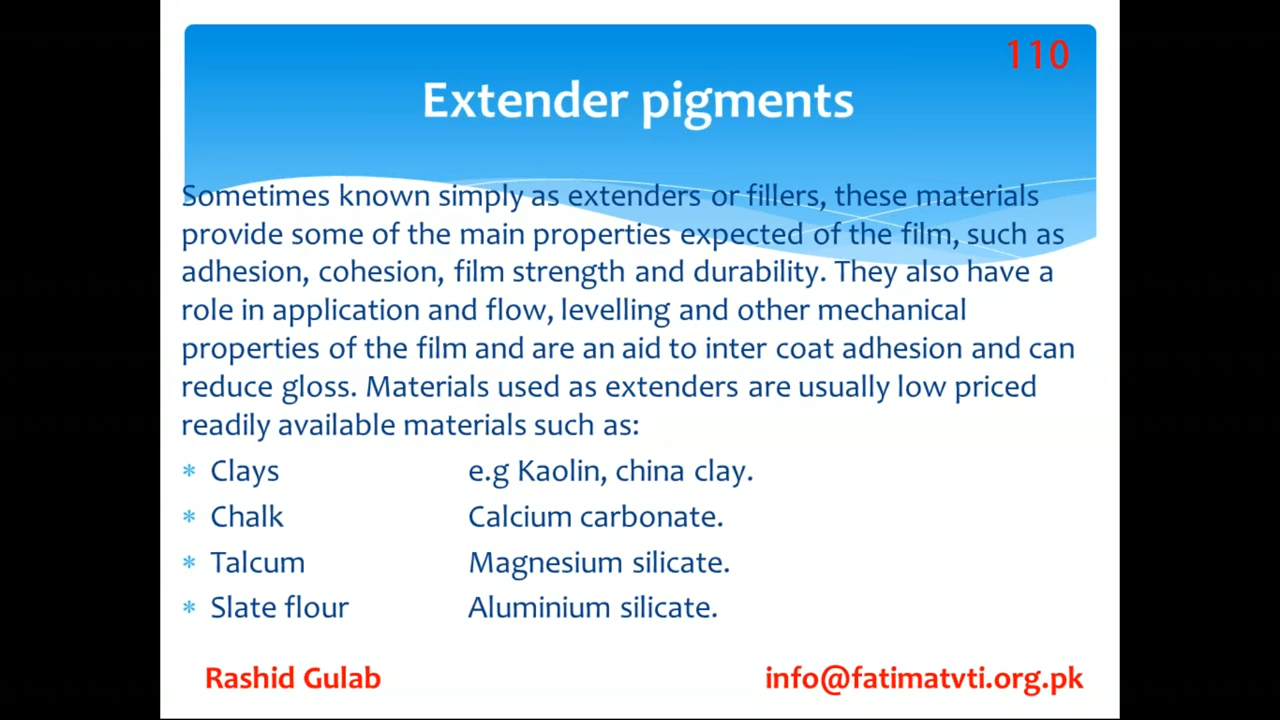 110
Extender pigments
Sometimes known simply as extenders or fillers, these materials
provide some of the main properties expected of the film, such as
adhesion, cohesion, film strength and durability. They also have a
role in application and flow, levelling and other mechanical
properties of the film and are an aid to inter coat adhesion and can
reduce gloss. Materials used as extenders are usually low priced
readily available materials such as:
* Clays e.g Kaolin, china clay.
* Chalk Calcium carbonate.
* Talcum Magnesium silicate.
* Slate flour Aluminium silicate.
Rashid Gulab info@fatimatvti.org.pk